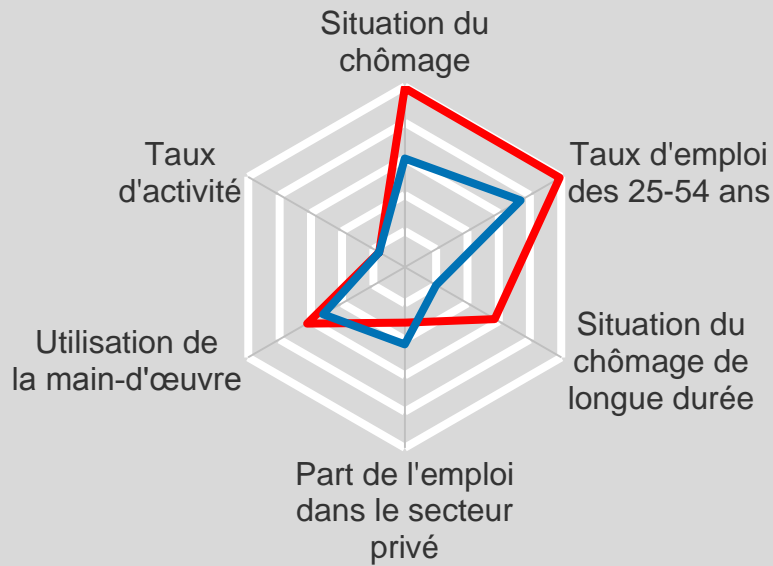 Situation du
chômage
Taux
d'activité
Taux d'emploi
des 25-54 ans
Utilisation de
la main-d'œuvre
Situation du
chômage de
longue durée
Part de l'emploi
dans le secteur
privé